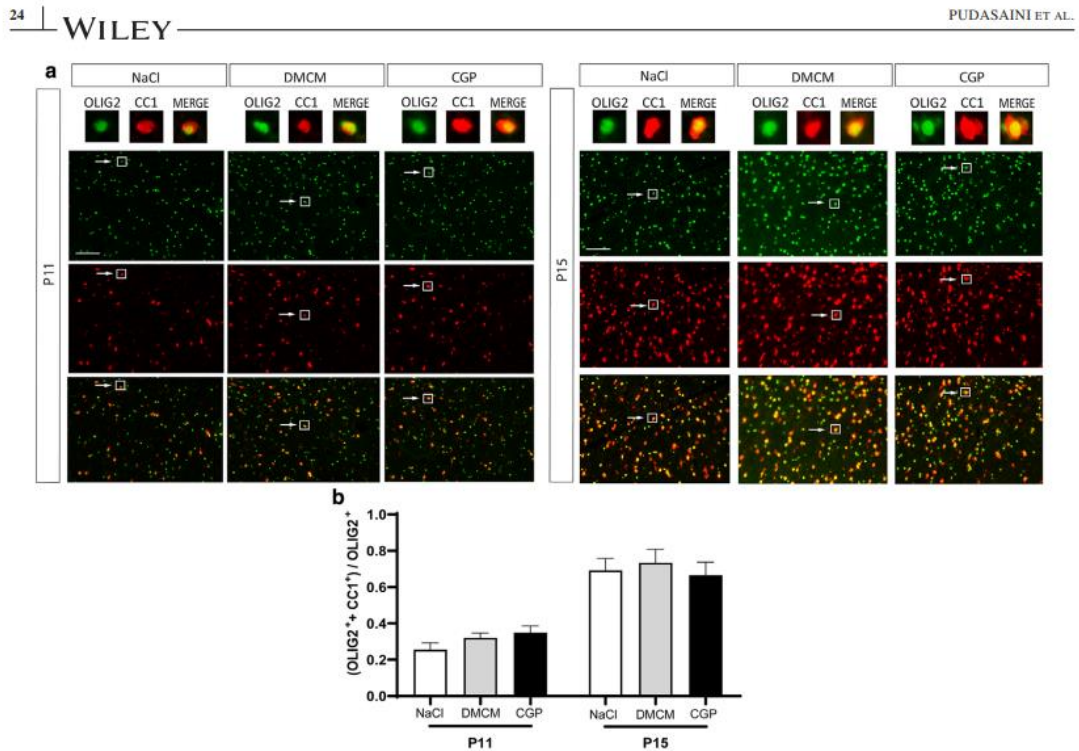 24
WILEY
PUDASAINI ET AL.
a
NaCl DMCM CGP
OLIG2 CC1 MERGE OLIG2 CC1 MERGE OLIG2 CC1 MERGE
P11
NaCl DMCM CGP
OLIG2 CC1 MERGE OLIG2 CC1 MERGE OLIG2 CC1 MERGE
P15
b
(OLIG2⁺+ CC1⁺) / OLIG2⁺
1.0
0.8
0.6
0.4
0.2
0.0
NaCl DMCM CGP NaCl DMCM CGP
P11 P15